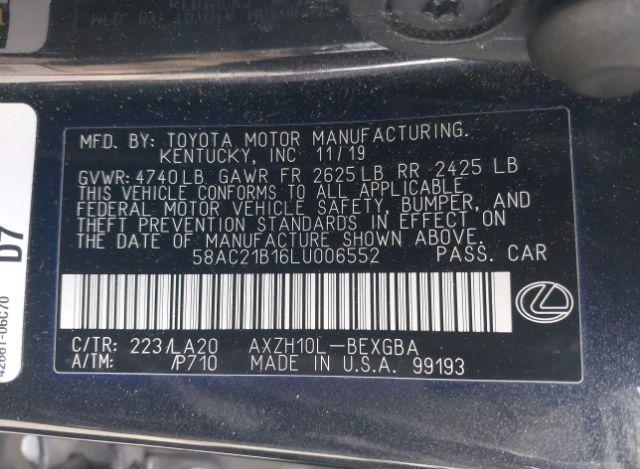 MFD. BY: TOYOTA MOTOR MANUFACTURING.
KENTUCKY, INC 11/19
GVWR: 4740LB GAWR FR 2625LB RR 2425 LB
THIS VEHICLE CONFORMS TO ALL APPLICABLE
FEDERAL MOTOR VEHICLE SAFETY, BUMPER, AND
THEFT PREVENTION STANDARDS IN EFFECT ON
THE DATE OF MANUFACTURE SHOWN ABOVE.
58AC21B16LU006552 PASS. CAR
C/TR: 223/LA20 AXZH10L-BEXGBA
A/TM: /P710 MADE IN U.S.A. 99193
D7
42661-06C70